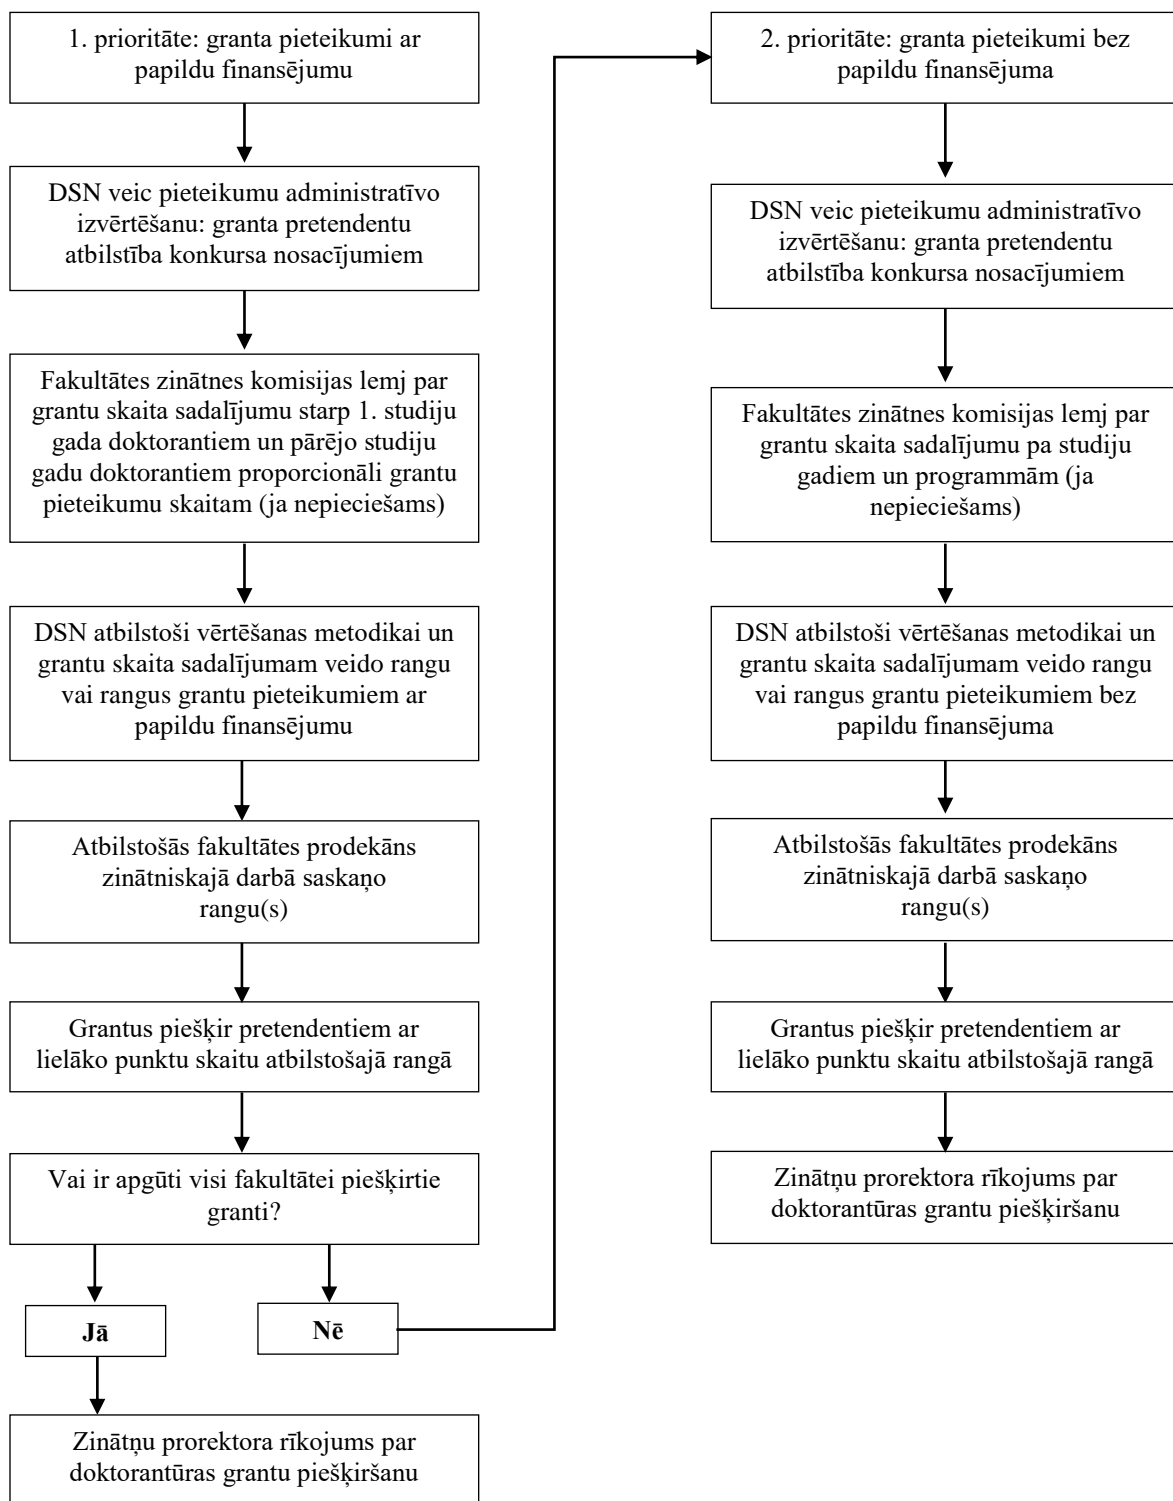 1. prioritāte: granta pieteikumi ar
papildu finansējumu
DSN veic pieteikumu administratīvo
izvērtēšanu: granta pretendentu
atbilstība konkursa nosacījumiem
Fakultātes zinātnes komisijas lemj par
grantu skaita sadalījumu starp 1. studiju
gada doktorantiem un pārējo studiju
gadu doktorantiem proporcionāli grantu
pieteikumu skaitam (ja nepieciešams)
DSN atbilstoši vērtēšanas metodikai un
grantu skaita sadalījumam veido rangu
vai rangus grantu pieteikumiem ar
papildu finansējumu
Atbilstošās fakultātes prodekāns
zinātniskajā darbā saskaņo
rangu(s)
Grantus piešķir pretendentiem ar
lielāko punktu skaitu atbilstošajā rangā
Vai ir apgūti visi fakultātei piešķirtie
granti?
Jā
Nē
Zinātņu prorektora rīkojums par
doktorantūras grantu piešķiršanu
2. prioritāte: granta pieteikumi bez
papildu finansējuma
DSN veic pieteikumu administratīvo
izvērtēšanu: granta pretendentu
atbilstība konkursa nosacījumiem
Fakultātes zinātnes komisijas lemj par
grantu skaita sadalījumu pa studiju
gadiem un programmām (ja
nepieciešams)
DSN atbilstoši vērtēšanas metodikai un
grantu skaita sadalījumam veido rangu
vai rangus grantu pieteikumiem bez
papildu finansējuma
Atbilstošās fakultātes prodekāns
zinātniskajā darbā saskaņo
rangu(s)
Grantus piešķir pretendentiem ar
lielāko punktu skaitu atbilstošajā rangā
Zinātņu prorektora rīkojums par
doktorantūras grantu piešķiršanu